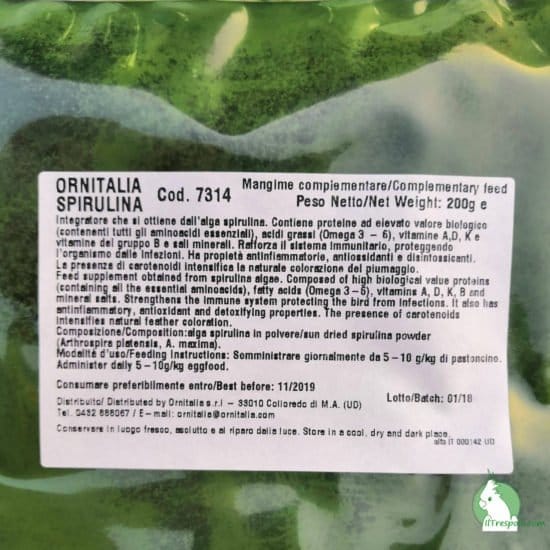 ORNITALIA
SPIRULINA
Cod. 7314
Mangime complementare/Complementary feed
Peso Netto/Net Weight: 200g e
Integratore che si ottiene dall'alga spirulina. Contiene proteine ad elevato valore biologico
(contenenti tutti gli aminoacidi essenziali), acidi grassi (Omega 3 - 6), vitamine A,D, K e
vitamine del gruppo B e sali minerali. Rafforza il sistema immunitario, proteggendo
l'organismo dalle infezioni. Ha propietà antinfiammatorie, antiossidanti e disintossicanti.
La presenza di carotenoidi intensifica la naturale colorazione del piumaggio.
Feed supplement obtained from spirulina algae. Composed of high biological value proteins
(containing all the essential aminoacids), fatty acids (Omega 3-6), vitamins A, D, K, B and
mineral salts. Strengthens the immune system protecting the bird from infections. It also has
antinflammatory, antioxidant and detoxifying properties. The presence of carotenoids
intensifies natural feather coloration.
Composizione/Composition:alga spirulina in polvere/sun dried spirulina powder
(Arthrospira platensis, A. maxima).
Modalità d'uso/Feeding Instructions: Somministrare giornalmente da 5 - 10 g/kg di pastoncino.
Administer daily 5 - 10g/kg eggfood.
Consumare preferibilmente entro/Best before: 11/2019
Lotto/Batch: 01/18
Distribuito/ Distributed by Ornitalia s.r.l - 33010 Colloredo di M.A. (UD)
Tel. 0432 888067 / E-mail: ornitalia@ornitalia.com
Conservare in luogo fresco, asciutto e al riparo dalla luce. Store in a cool, dry and dark place.
IT 000142 UD